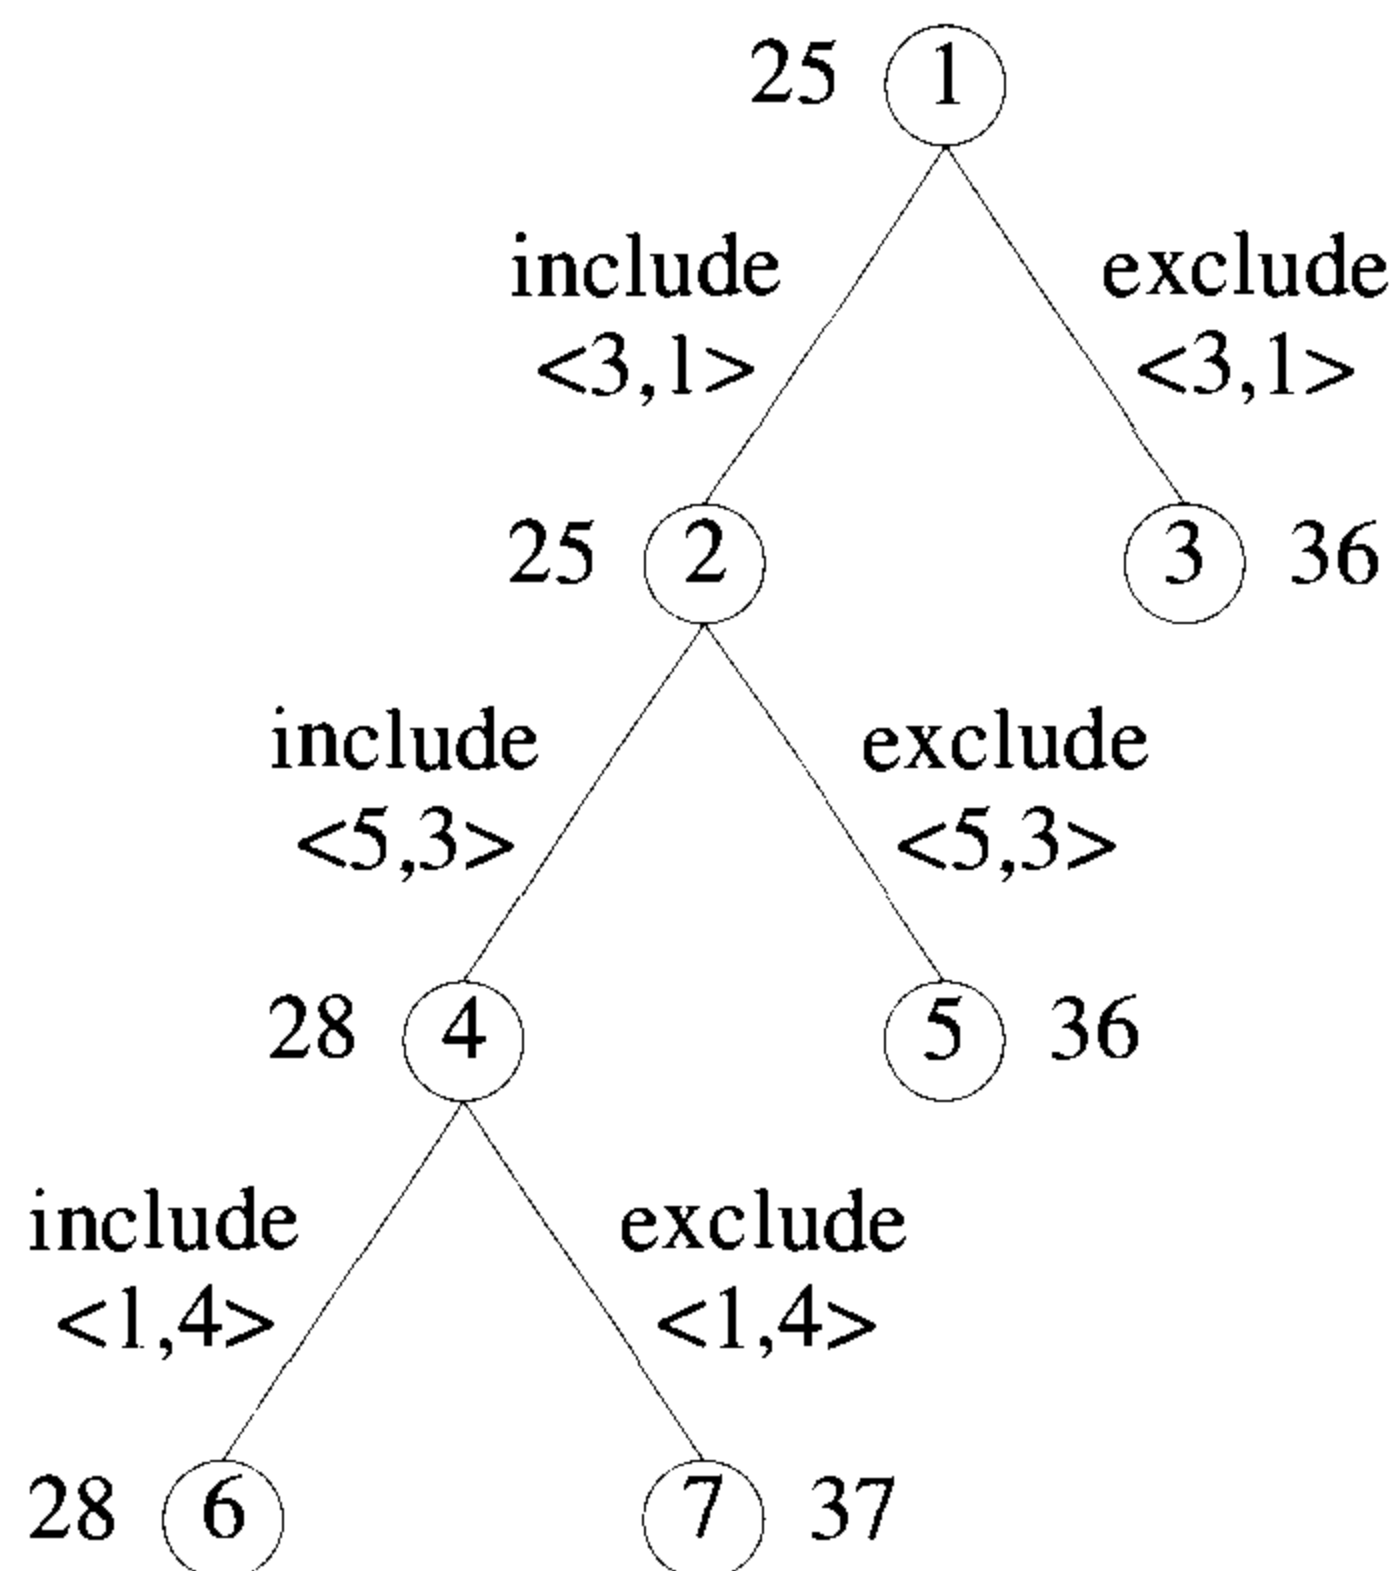 25 1
include exclude
<3,1> <3,1>
25 2 3 36
include exclude
<5,3> <5,3>
28 4 5 36
include exclude
<1,4> <1,4>
28 6 7 37